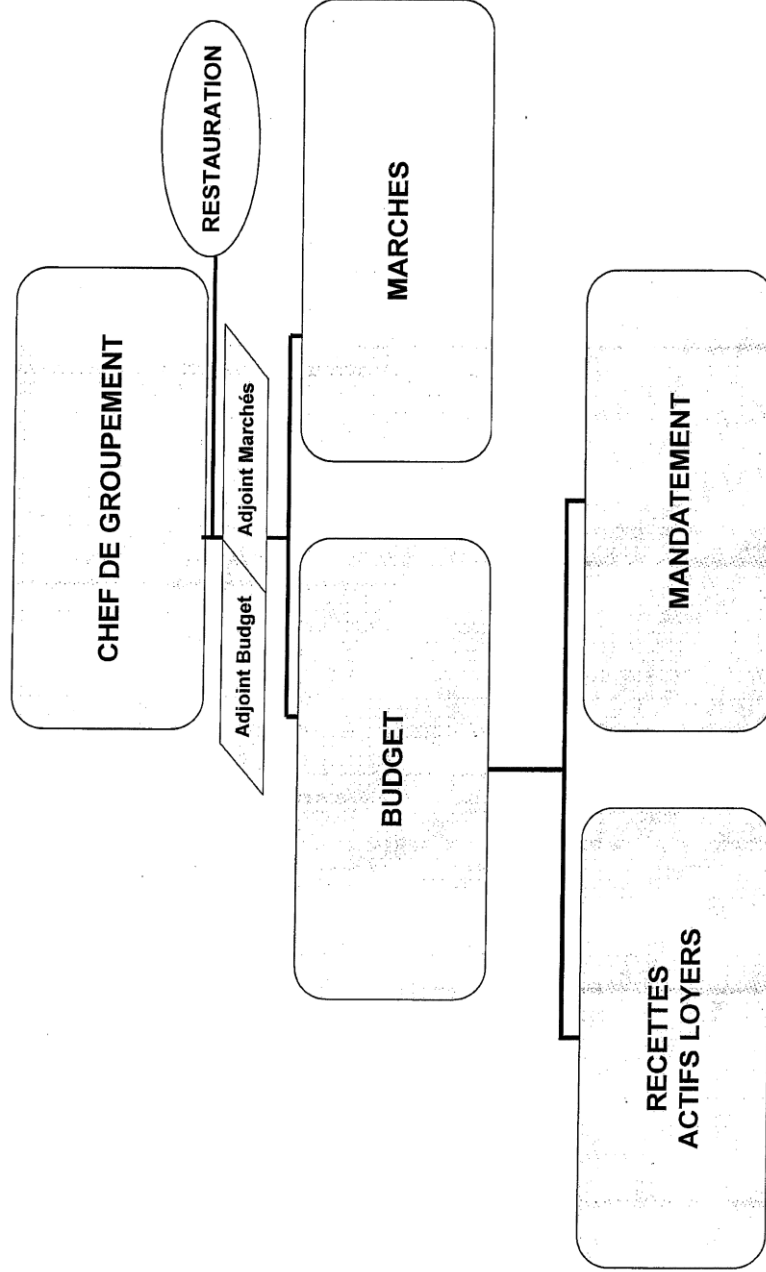 CHEF DE GROUPEMENT
RESTAURATION
Adjoint Budget
Adjoint Marchés
BUDGET
MARCHES
RECETTES
ACTIFS LOYERS
MANDATEMENT